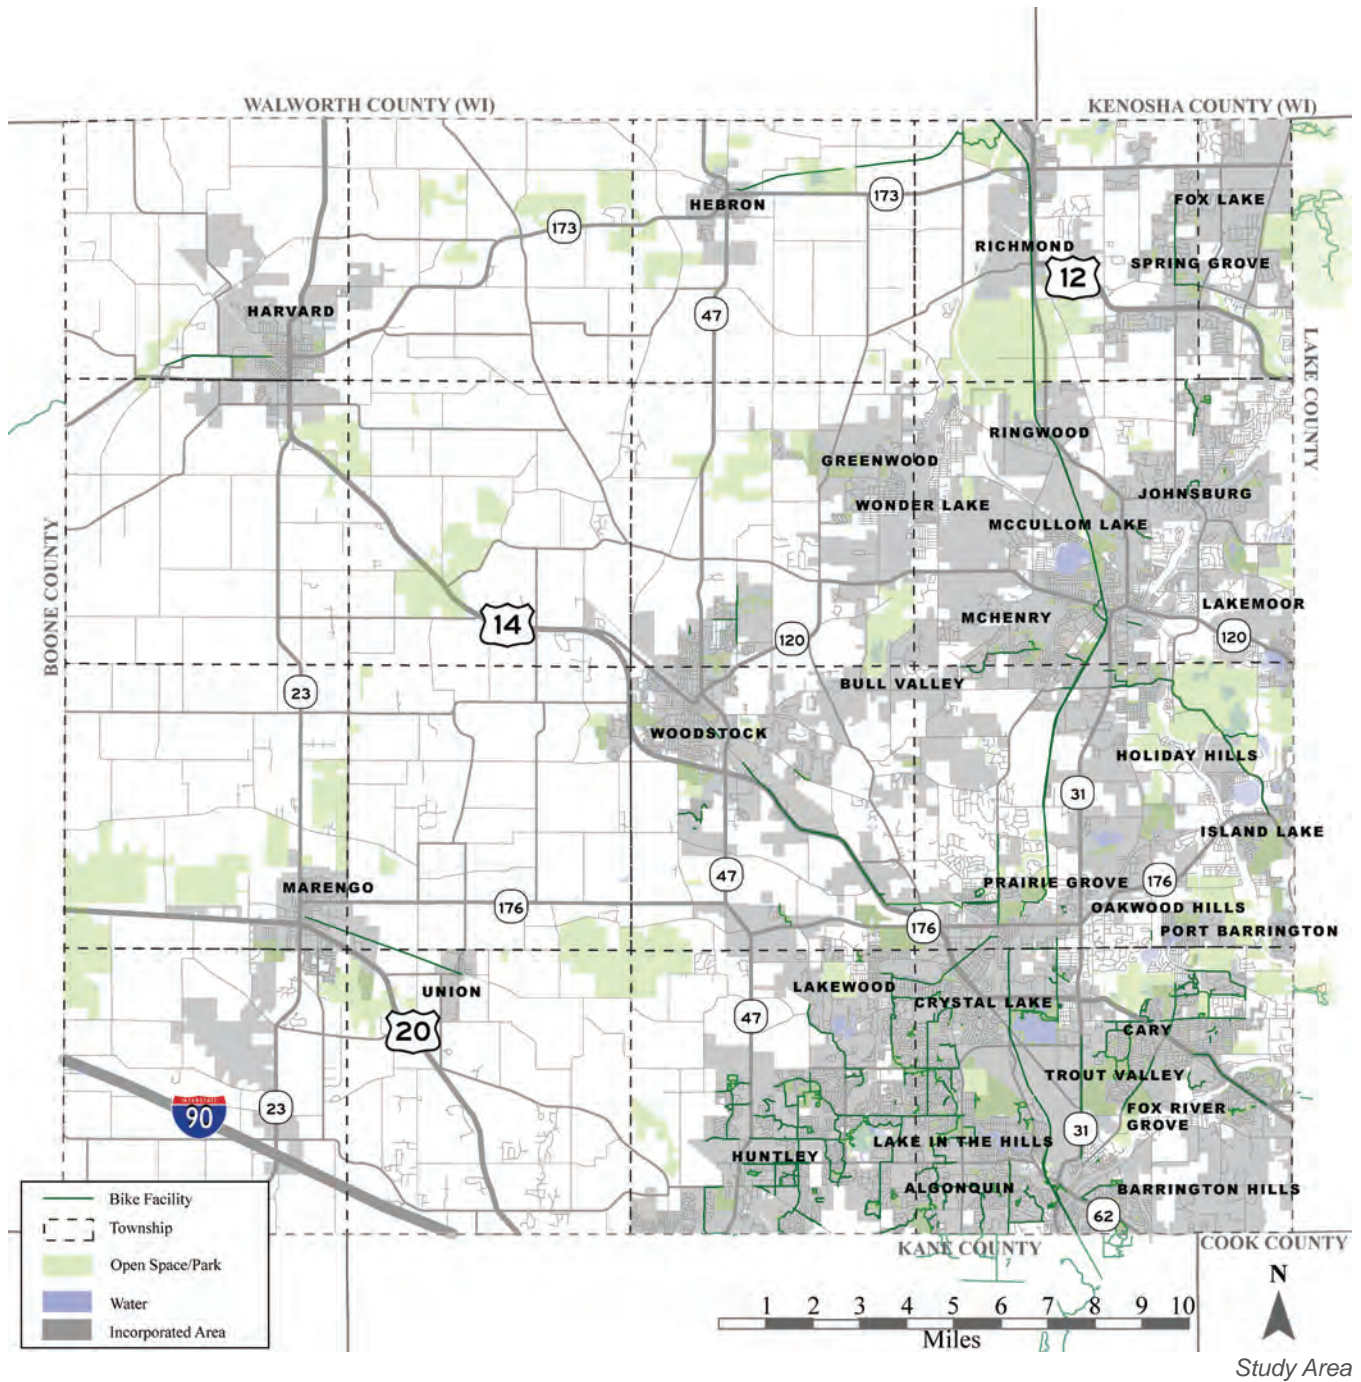 WALWORTH COUNTY (WI)
KENOSHA COUNTY (WI)
HEBRON
173
FOX LAKE
173
RICHMOND
SPRING GROVE
12
HARVARD
47
LAKE COUNTY
RINGWOOD
GREENWOOD
JOHNSBURG
WONDER LAKE
MCCULLOM LAKE
BOONE COUNTY
LAKEMOOR
MCHENRY
14
120
120
BULL VALLEY
23
WOODSTOCK
HOLIDAY HILLS
31
ISLAND LAKE
47
PRAIRIE GROVE
176
MARENGO
176
OAKWOOD HILLS
176
PORT BARRINGTON
LAKEWOOD
UNION
CRYSTAL LAKE
47
20
CARY
TROUT VALLEY
INTERSTATE
90
23
FOX RIVER
GROVE
31
LAKE IN THE HILLS
HUNTLEY
ALGONQUIN
BARRINGTON HILLS
62
KANE COUNTY
COOK COUNTY
Bike Facility
Township
Open Space/Park
Water
Incorporated Area
N
1 2 3 4 5 6 7 8 9 10
Miles
Study Area